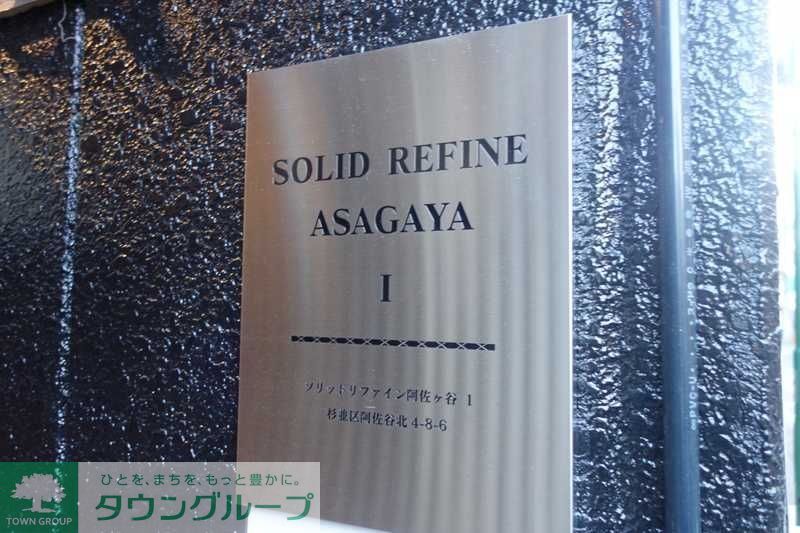 SOLID REFINE
ASAGAYA
I
ソリッドリファイン阿佐ヶ谷 1
杉並区阿佐谷北4-8-6
ひとを、まちを、もっと豊かに。
タウングループ
TOWN GROUP